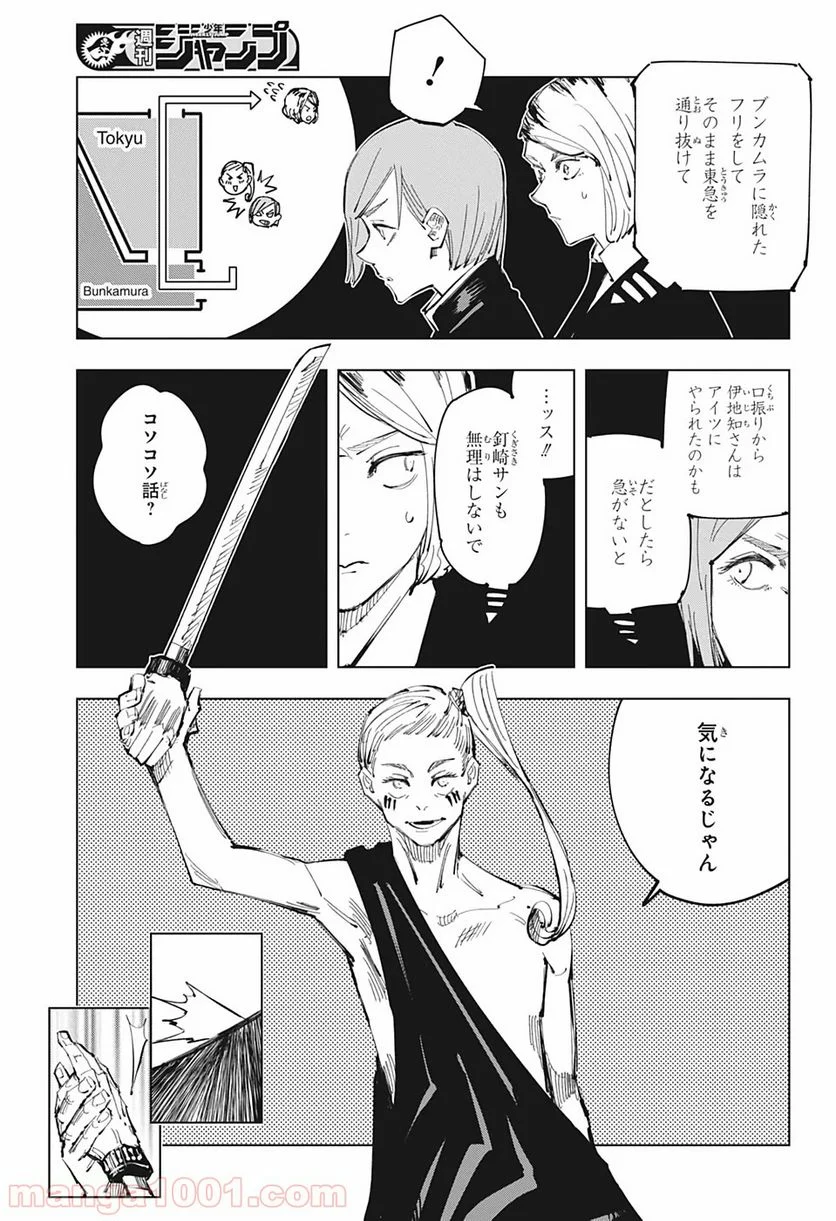 週刊
少年
ジャンプ
！
ブンカムラに隠れた
フリをして
そのまま東急を
通り抜けて
Tokyu
Bunkamura
口振りから
伊地知さんは
アイツに
やられたのかも
だとしたら
急がないと
…ッス!!
釘崎サンも
無理はしないで
コソコソ話？
気になるじゃん
manga1001.com